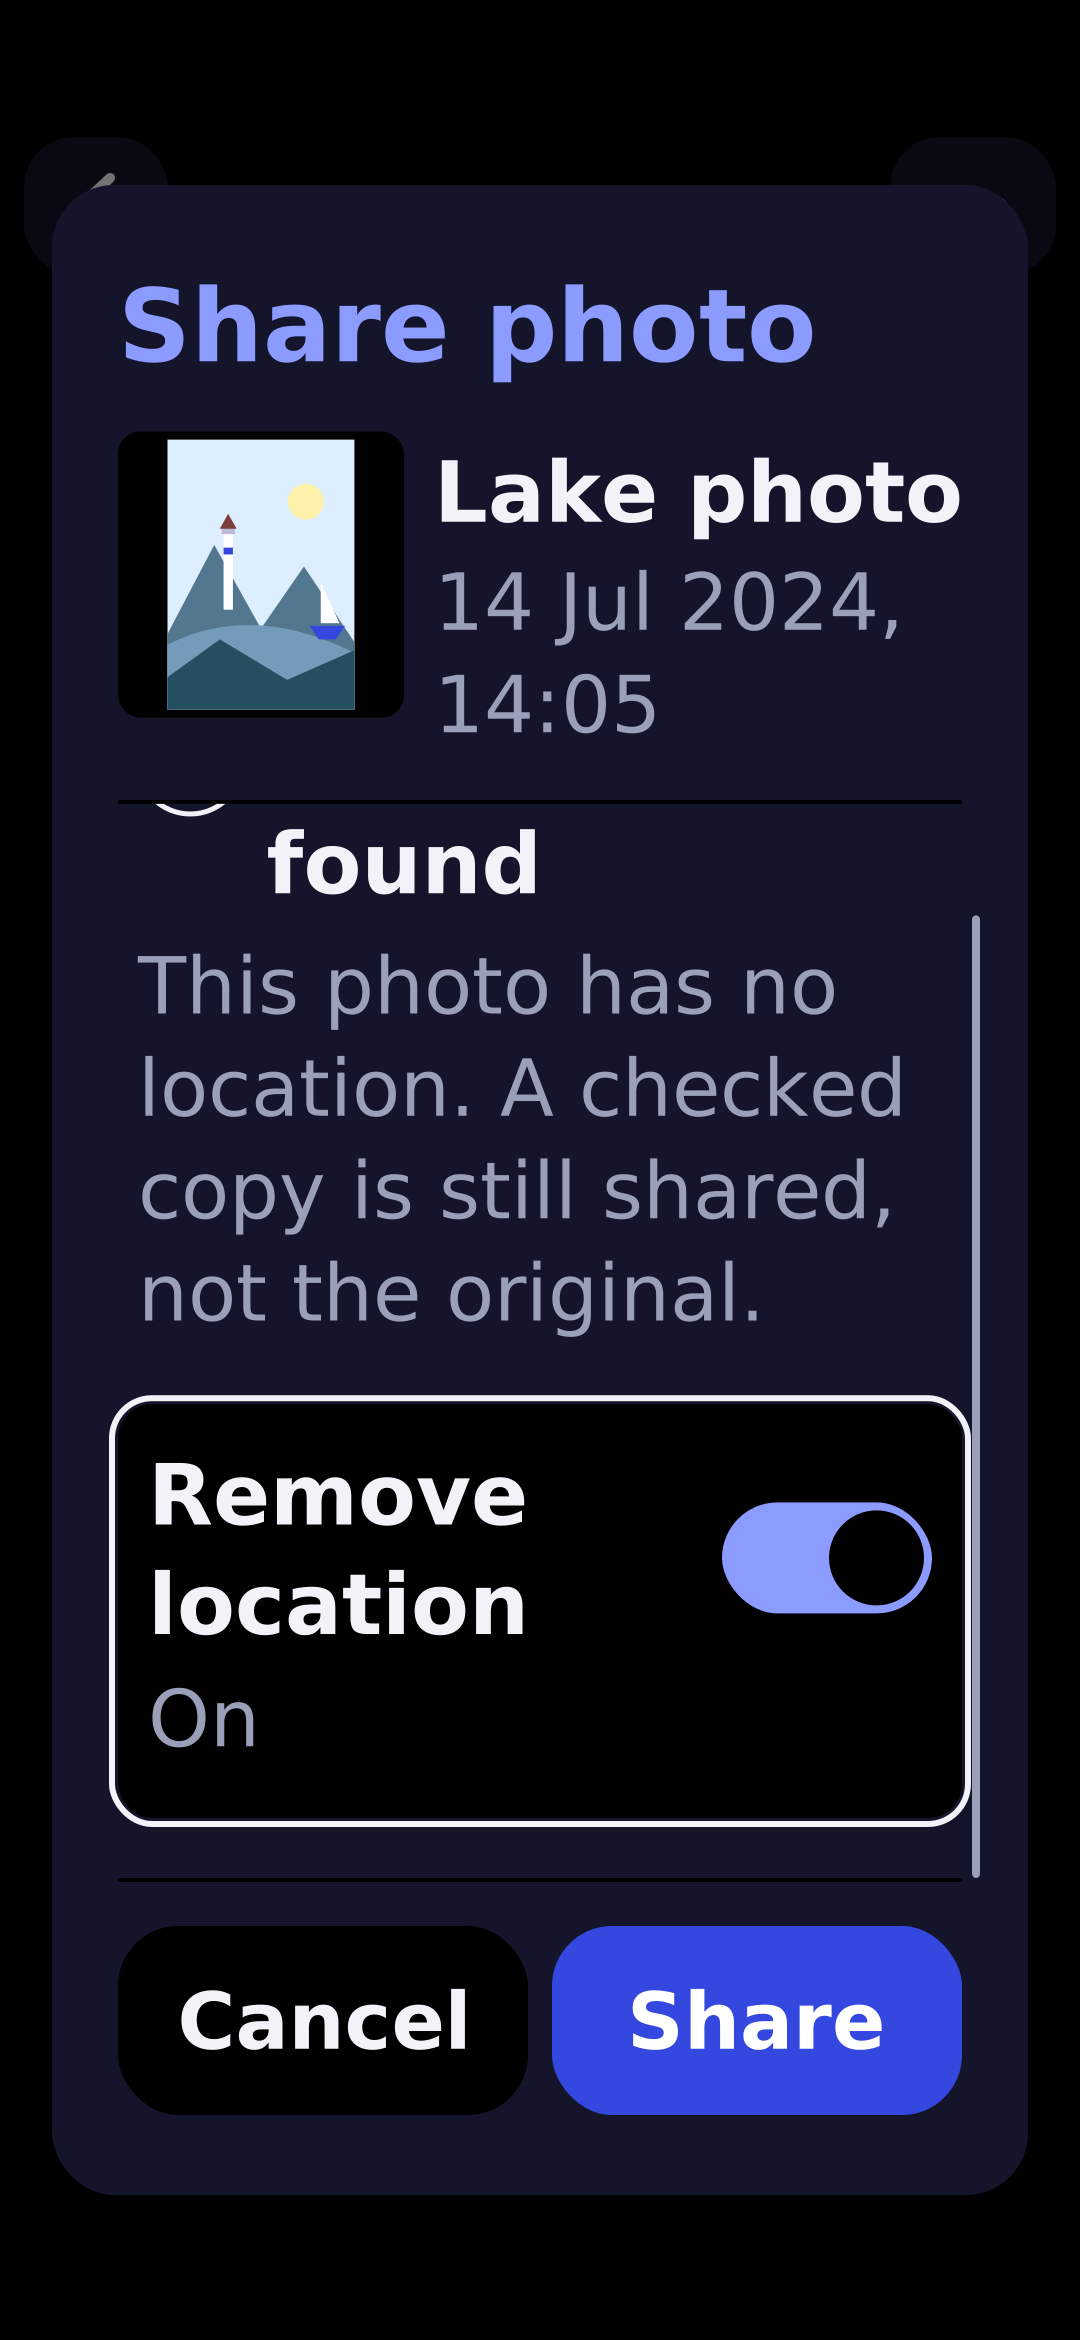 Share photo
Lake photo
14 Jul 2024,
14:05
found
This photo has no
location. A checked
copy is still shared,
not the original.
Remove
location
On
Cancel
Share